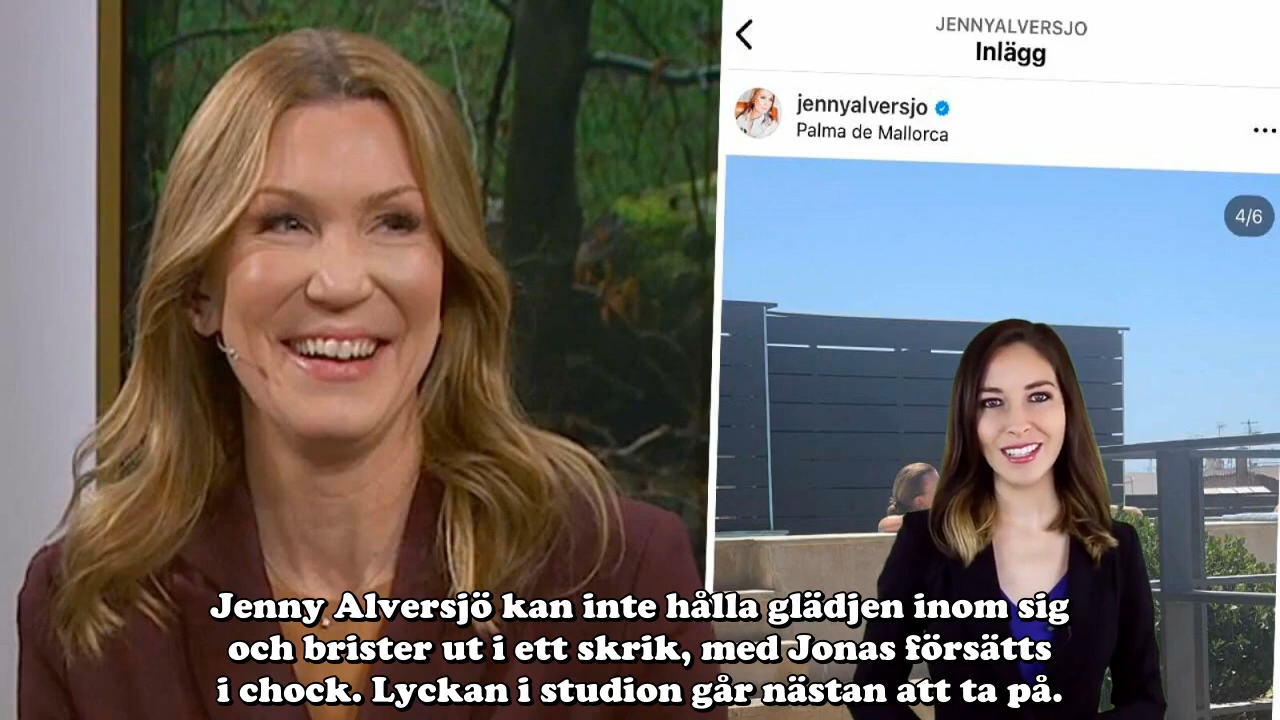 JENNYALVERSJO
Inlägg
jennyalversjo
Palma de Mallorca
4/6
Jenny Alversjö kan inte hålla glädjen inom sig
och brister ut i ett skrik, med Jonas försätts
i chock. Lyckan i studion går nästan att ta på.